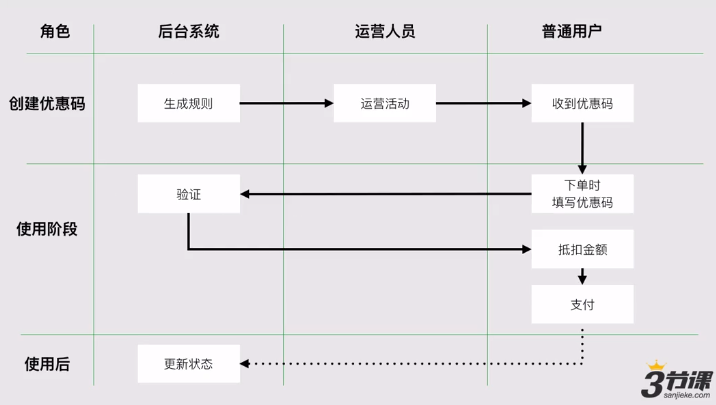 角色
后台系统
运营人员
普通用户
创建优惠码
生成规则
运营活动
收到优惠码
使用阶段
验证
下单时
填写优惠码
抵扣金额
支付
使用后
更新状态
3节课
sanjieke.com